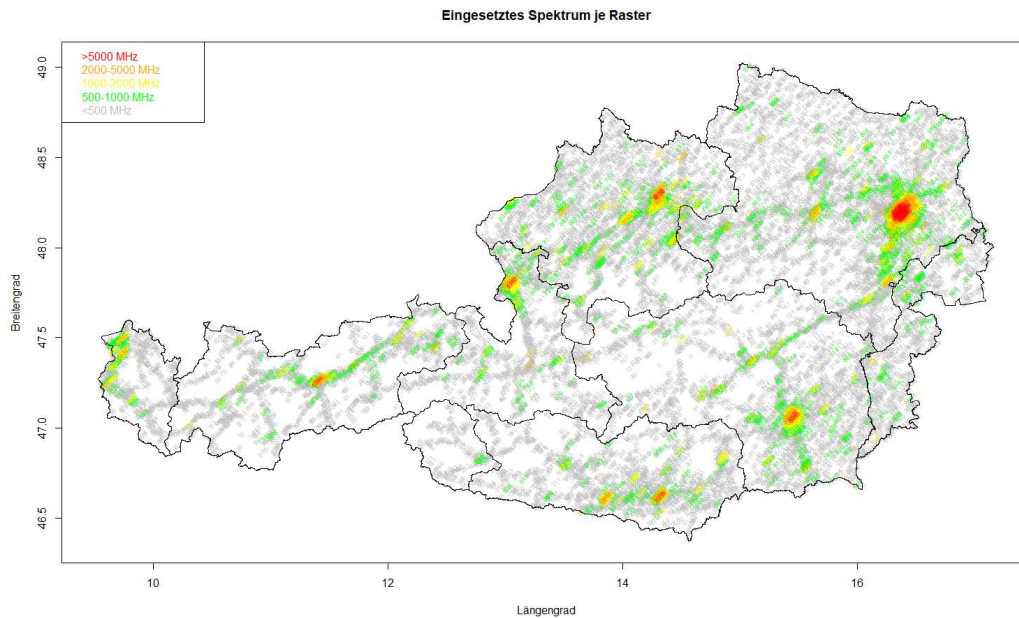 Eingesetztes Spektrum je Raster
>5000 MHz
2000-5000 MHz
1000-2000 MHz
500-1000 MHz
<500 MHz
49.0
48.5
48.0
47.5
47.0
46.5
Breitengrad
10 12 14 16
Längengrad